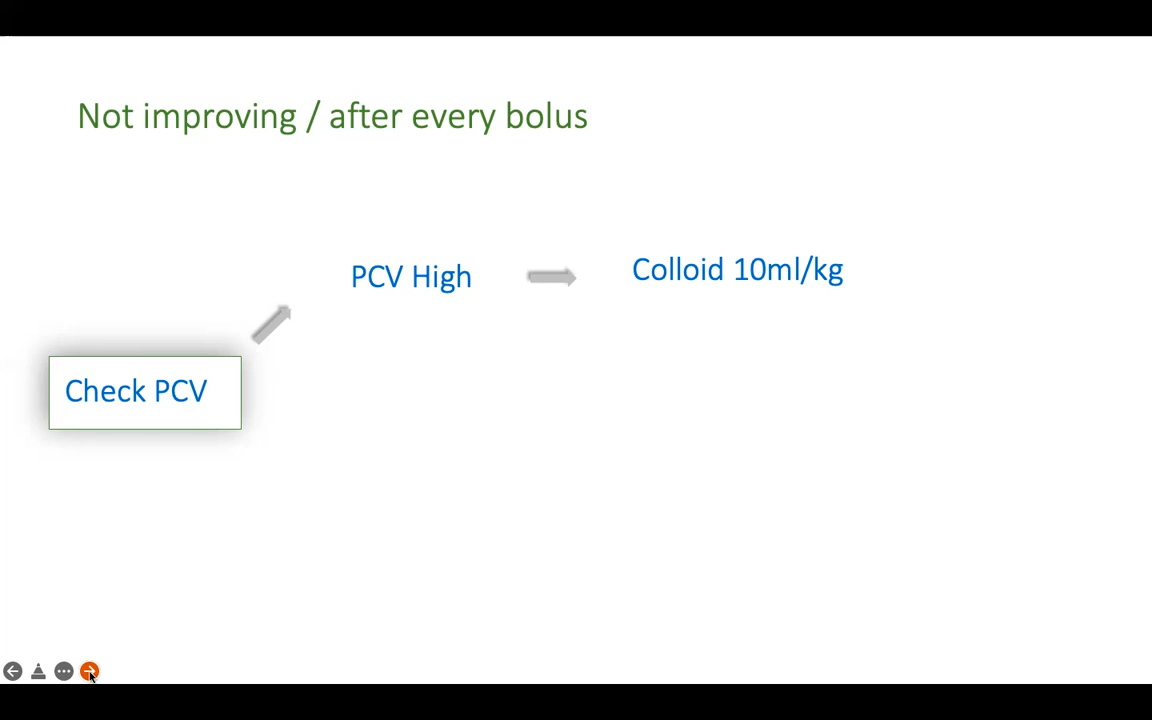 Not improving / after every bolus
PCV High
Colloid 10ml/kg
Check PCV